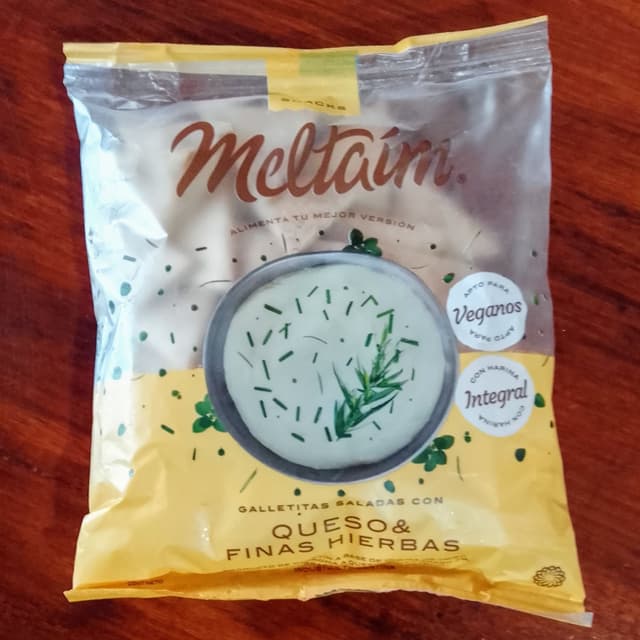 SNACKS
Meltaím®
ALIMENTA TU MEJOR VERSIÓN
APTO PARA
Veganos
APTO PARA
CON HARINA
Integral
CON HARINA
GALLETITAS SALADAS CON
QUESO &
FINAS HIERBAS